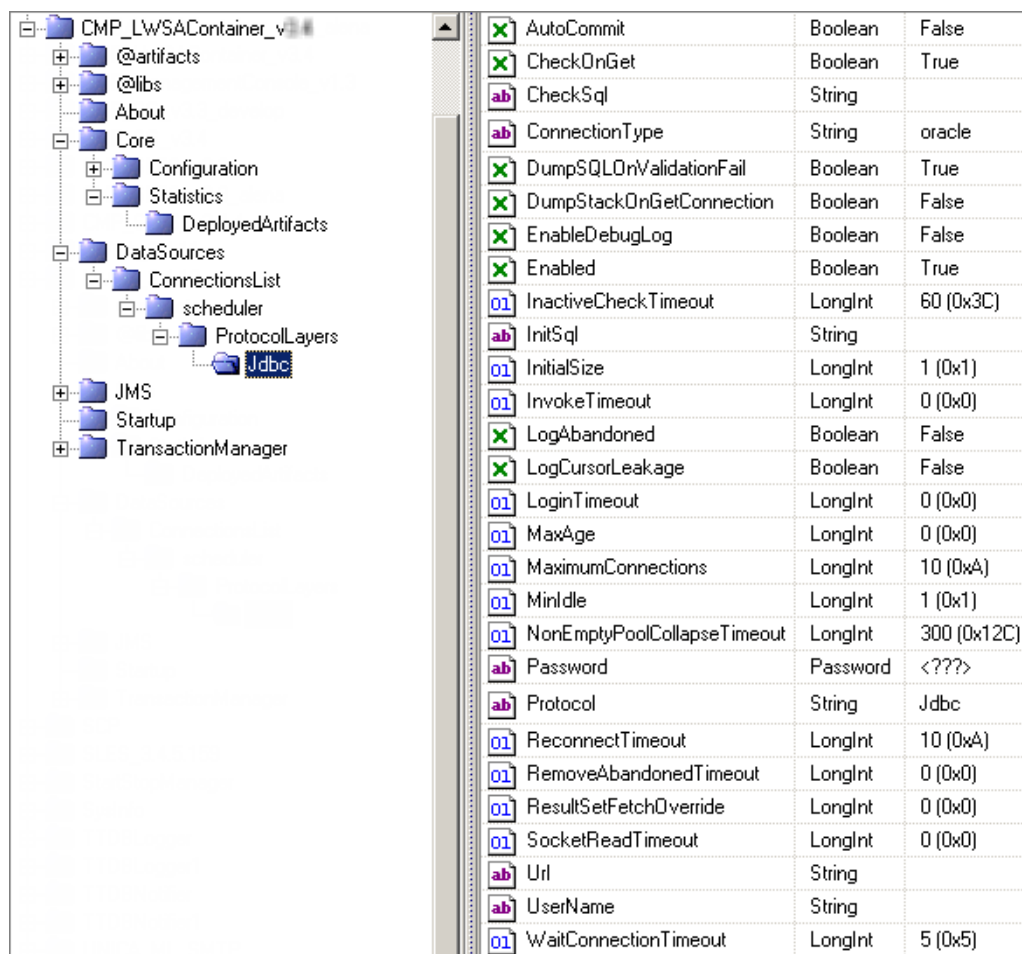 CMP_LWSAContainer_v
@artifacts
@libs
About
Core
Configuration
Statistics
DeployedArtifacts
DataSources
ConnectionsList
scheduler
ProtocolLayers
Jdbc
JMS
Startup
TransactionManager
AutoCommit Boolean False
CheckOnGet Boolean True
CheckSql String
ConnectionType String oracle
DumpSQLOnValidationFail Boolean True
DumpStackOnGetConnection Boolean False
EnableDebugLog Boolean False
Enabled Boolean True
InactiveCheckTimeout LongInt 60 (0x3C)
InitSql String
InitialSize LongInt 1 (0x1)
InvokeTimeout LongInt 0 (0x0)
LogAbandoned Boolean False
LogCursorLeakage Boolean False
LoginTimeout LongInt 0 (0x0)
MaxAge LongInt 0 (0x0)
MaximumConnections LongInt 10 (0xA)
MinIdle LongInt 1 (0x1)
NonEmptyPoolCollapseTimeout LongInt 300 (0x12C)
Password Password <???>
Protocol String Jdbc
ReconnectTimeout LongInt 10 (0xA)
RemoveAbandonedTimeout LongInt 0 (0x0)
ResultSetFetchOverride LongInt 0 (0x0)
SocketReadTimeout LongInt 0 (0x0)
Url String
UserName String
WaitConnectionTimeout LongInt 5 (0x5)